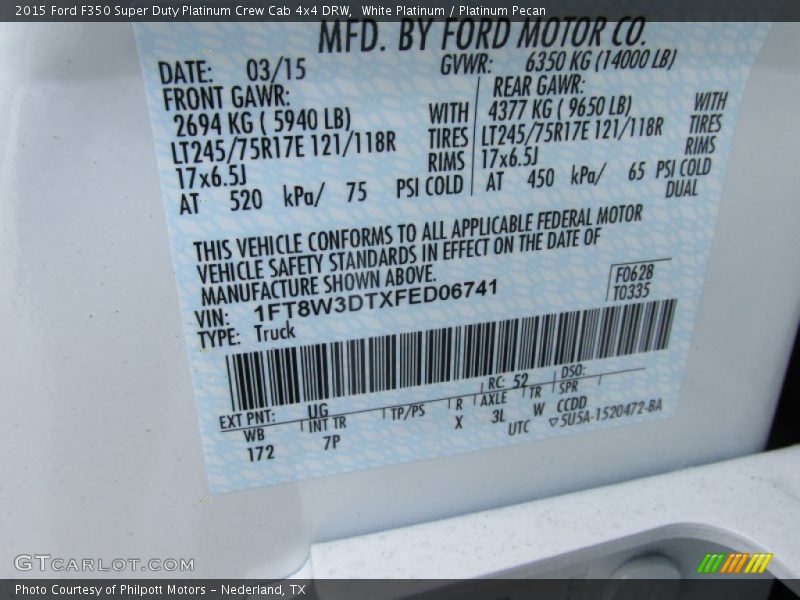 2015 Ford F350 Super Duty Platinum Crew Cab 4x4 DRW, White Platinum / Platinum Pecan
MFD. BY FORD MOTOR CO.
DATE: 03/15 GVWR: 6350 KG (14000 LB)
FRONT GAWR: REAR GAWR:
2694 KG ( 5940 LB) WITH 4377 KG ( 9650 LB) WITH
LT245/75R17E 121/118R TIRES LT245/75R17E 121/118R TIRES
17x6.5J RIMS 17x6.5J RIMS
AT 520 kPa/ 75 PSI COLD AT 450 kPa/ 65 PSI COLD
DUAL
THIS VEHICLE CONFORMS TO ALL APPLICABLE FEDERAL MOTOR
VEHICLE SAFETY STANDARDS IN EFFECT ON THE DATE OF
MANUFACTURE SHOWN ABOVE.
VIN: 1FT8W3DTXFED06741
TYPE: Truck
F0628
T0335
RC: 52 DSO:
EXT PNT: UG
WB INT TR TP/PS R AXLE TR SPR
172 7P X 3L W CCDD
UTC ▽5U5A-1520472-BA
GTCARLOT.COM
Photo Courtesy of Philpott Motors - Nederland, TX